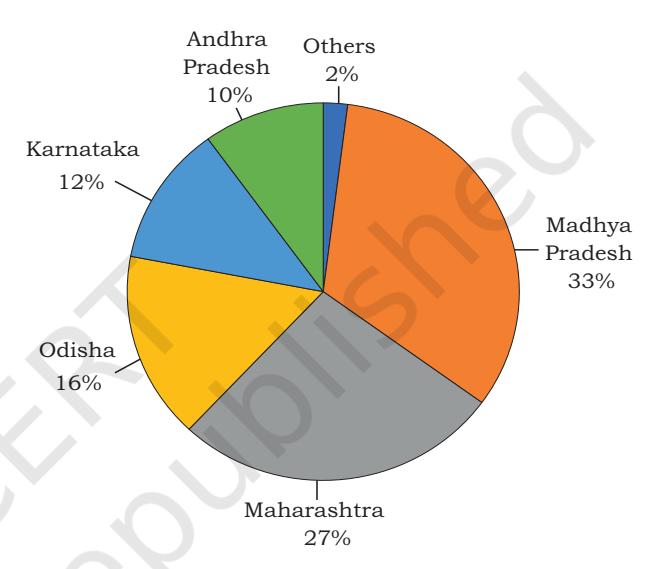 Andhra
Pradesh
10%
Others
2%
Karnataka
12%
Madhya
Pradesh
33%
Odisha
16%
Maharashtra
27%